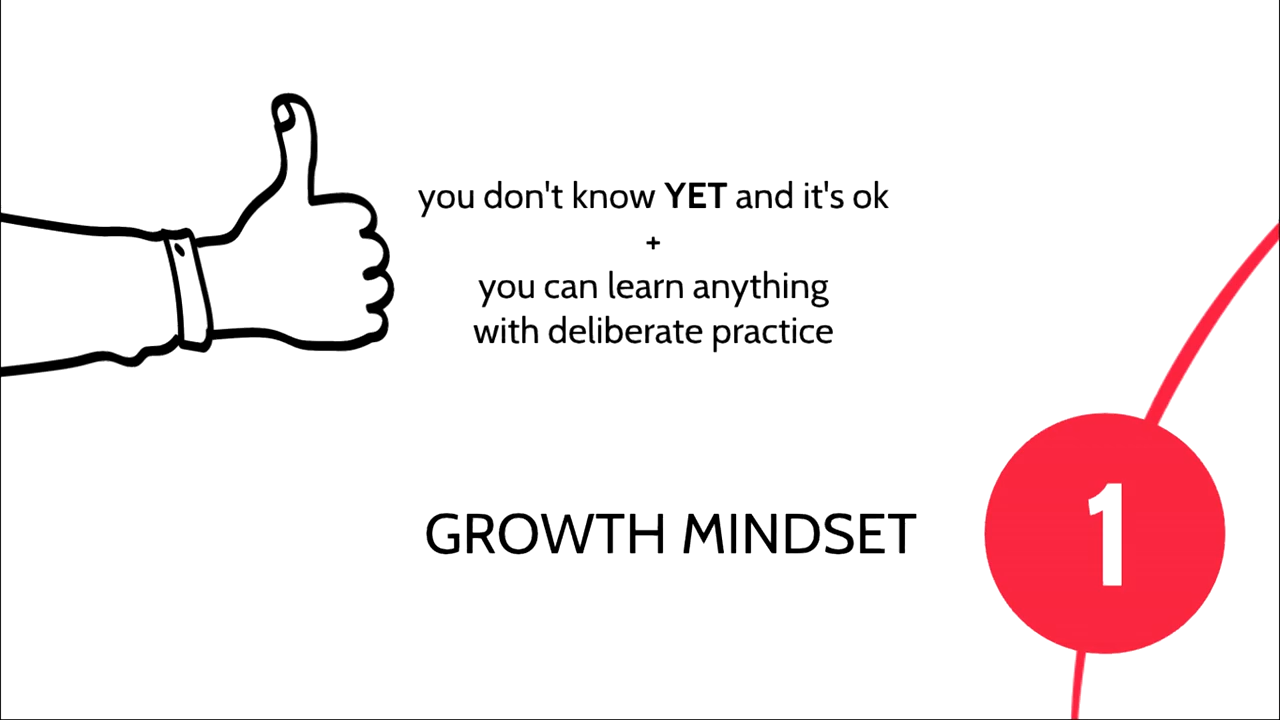 you don't know YET and it's ok
+
you can learn anything
with deliberate practice
GROWTH MINDSET
1